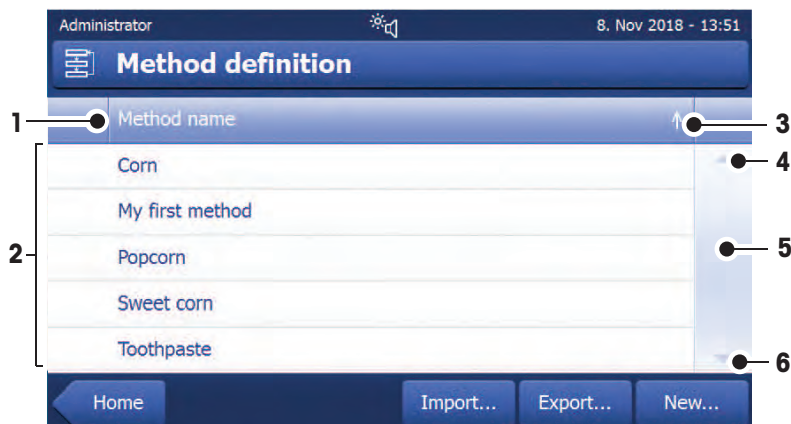 Administrator 8. Nov 2018 - 13:51
Method definition
1 Method name 3
Corn 4
My first method
2 Popcorn 5
Sweet corn
Toothpaste 6
Home Import... Export... New...